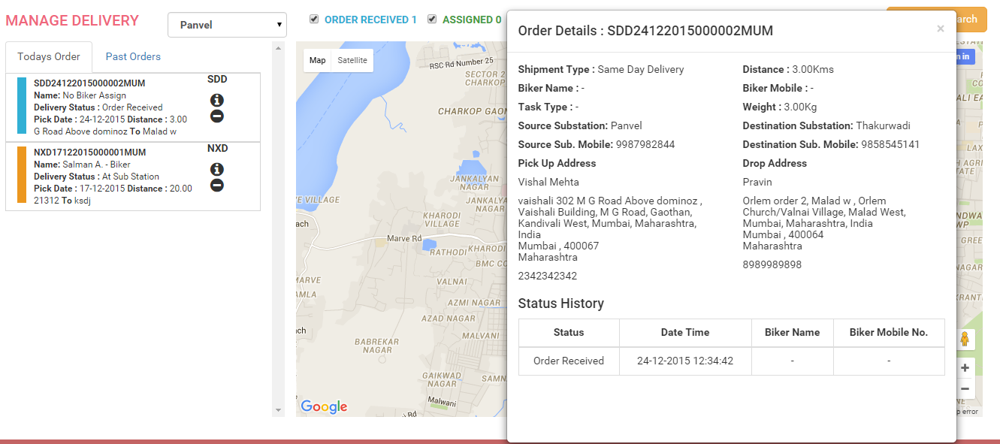 MANAGE DELIVERY
Panvel
ORDER RECEIVED 1
ASSIGNED 0
Todays Order
Past Orders
SDD24122015000002MUM
SDD
Name: No Biker Assign
Delivery Status : Order Received
Pick Date : 24-12-2015 Distance : 3.00
G Road Above dominoz To Malad w
NXD17122015000001MUM
NXD
Name: Salman A. - Biker
Delivery Status : At Sub Station
Pick Date : 17-12-2015 Distance : 20.00
21312 To ksdj
Map
Satellite
RSC Rd Number 25
SECTOR 2
CHARKOP
CHARKOP GAON
JANKALYAN
NAGAR
JANKALYA
NAGAR
VE VILLAGE
ach
KHARODI
VILLAGE
Marve Rd
RATHODI
KHARODI
BMC CO
MARVE
AMLA
VALNAI
AZMI NAGAR
AZAD NAGAR
ch
MALVANI
BABREKAR
NAGAR
GAIKWAD
NAGAR
SAMN
Malwani
Rd
Google
Order Details : SDD24122015000002MUM
×
Shipment Type : Same Day Delivery
Distance : 3.00Kms
Biker Name : -
Biker Mobile : -
Task Type : -
Weight : 3.00Kg
Source Substation: Panvel
Destination Substation: Thakurwadi
Source Sub. Mobile: 9987982844
Destination Sub. Mobile: 9858545141
Pick Up Address
Drop Address
Vishal Mehta
Pravin
vaishali 302 M G Road Above dominoz ,
Vaishali Building, M G Road, Gaothan,
Kandivali West, Mumbai, Maharashtra,
India
Mumbai , 400067
Maharashtra
2342342342
Orlem order 2, Malad w , Orlem
Church/Valnai Village, Malad West,
Mumbai, Maharashtra, India
Mumbai , 400064
Maharashtra
8989989898
Status History
Status
Date Time
Biker Name
Biker Mobile No.
Order Received
24-12-2015 12:34:42
-
-
arch
n in
CO
ALI EA
LAX
AGRI
TATE
NDWA
WP
GREE
NAGAR
KRANT
+
−
p error